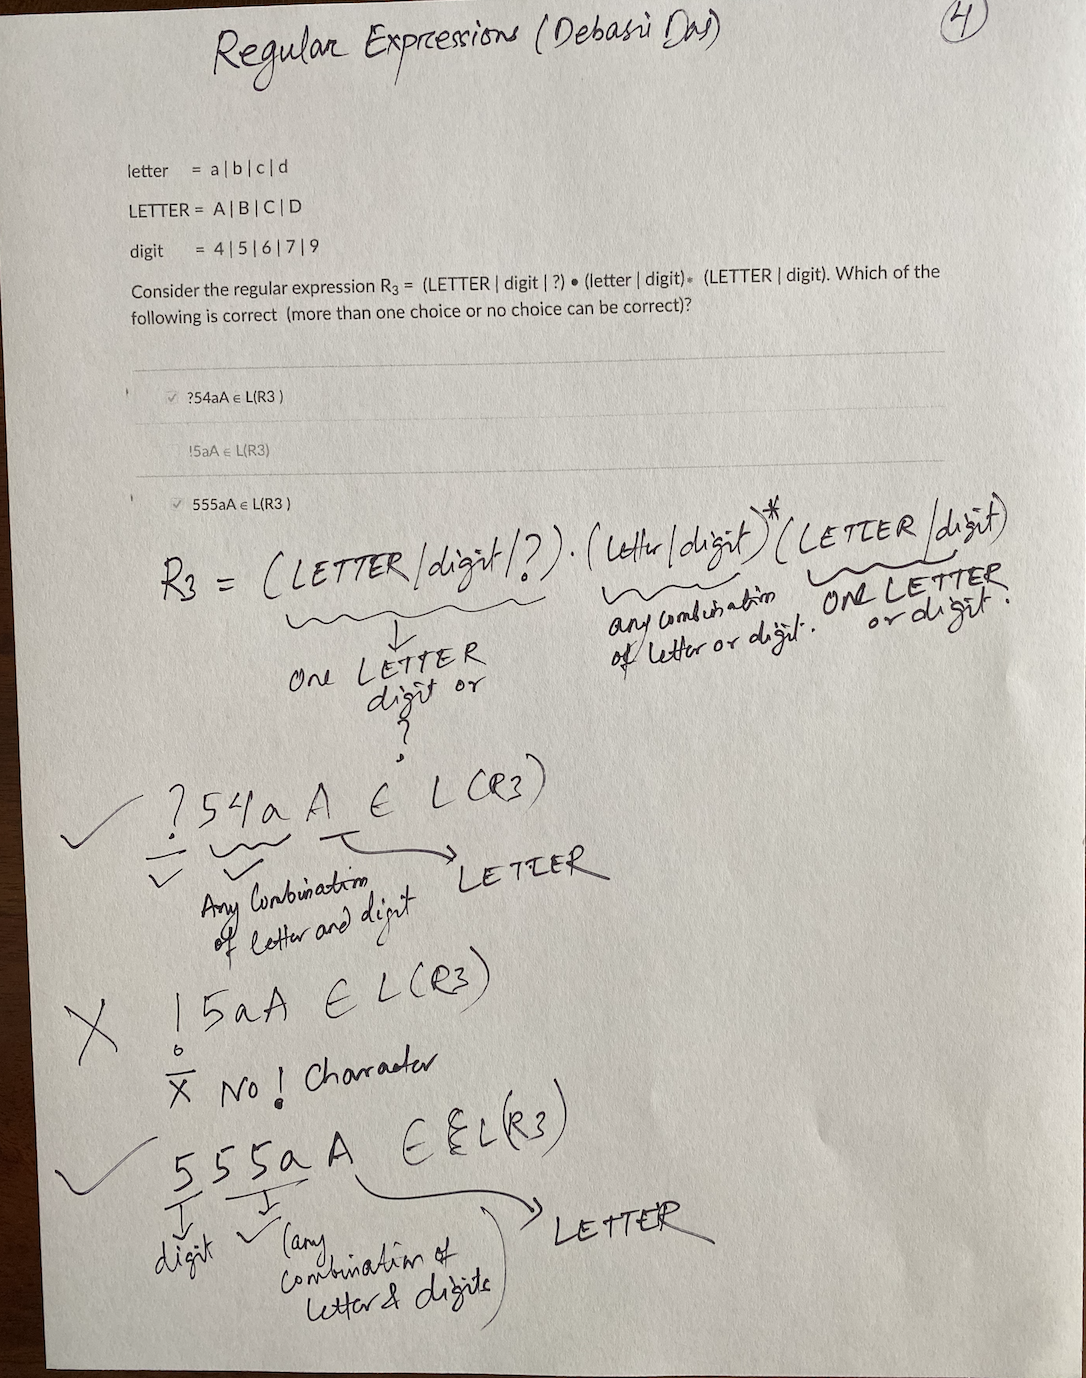 Regular Expressions (Debasri Das)
4
letter = a|b|c|d
LETTER = A|B|C|D
digit = 4|5|6|7|9
Consider the regular expression R3 = (LETTER | digit | ?) • (letter | digit)* (LETTER | digit). Which of the
following is correct (more than one choice or no choice can be correct)?
?54aA ∈ L(R3 )
!5aA ∈ L(R3)
555aA ∈ L(R3 )
R3 = (LETTER/digit/?).(letter/digit)*(LETTER/digit)
one LETTER
digit or
?
any combination
of letter or digit.
one LETTER
or digit.
?54aA ∈ L(R3)
LETTER
Any Combination
of letter and digit
X !5aA ∈ L(R3)
X No ! Character
555aA ∈ L(R3)
LETTER
digit
(any
combination of
letter & digits)